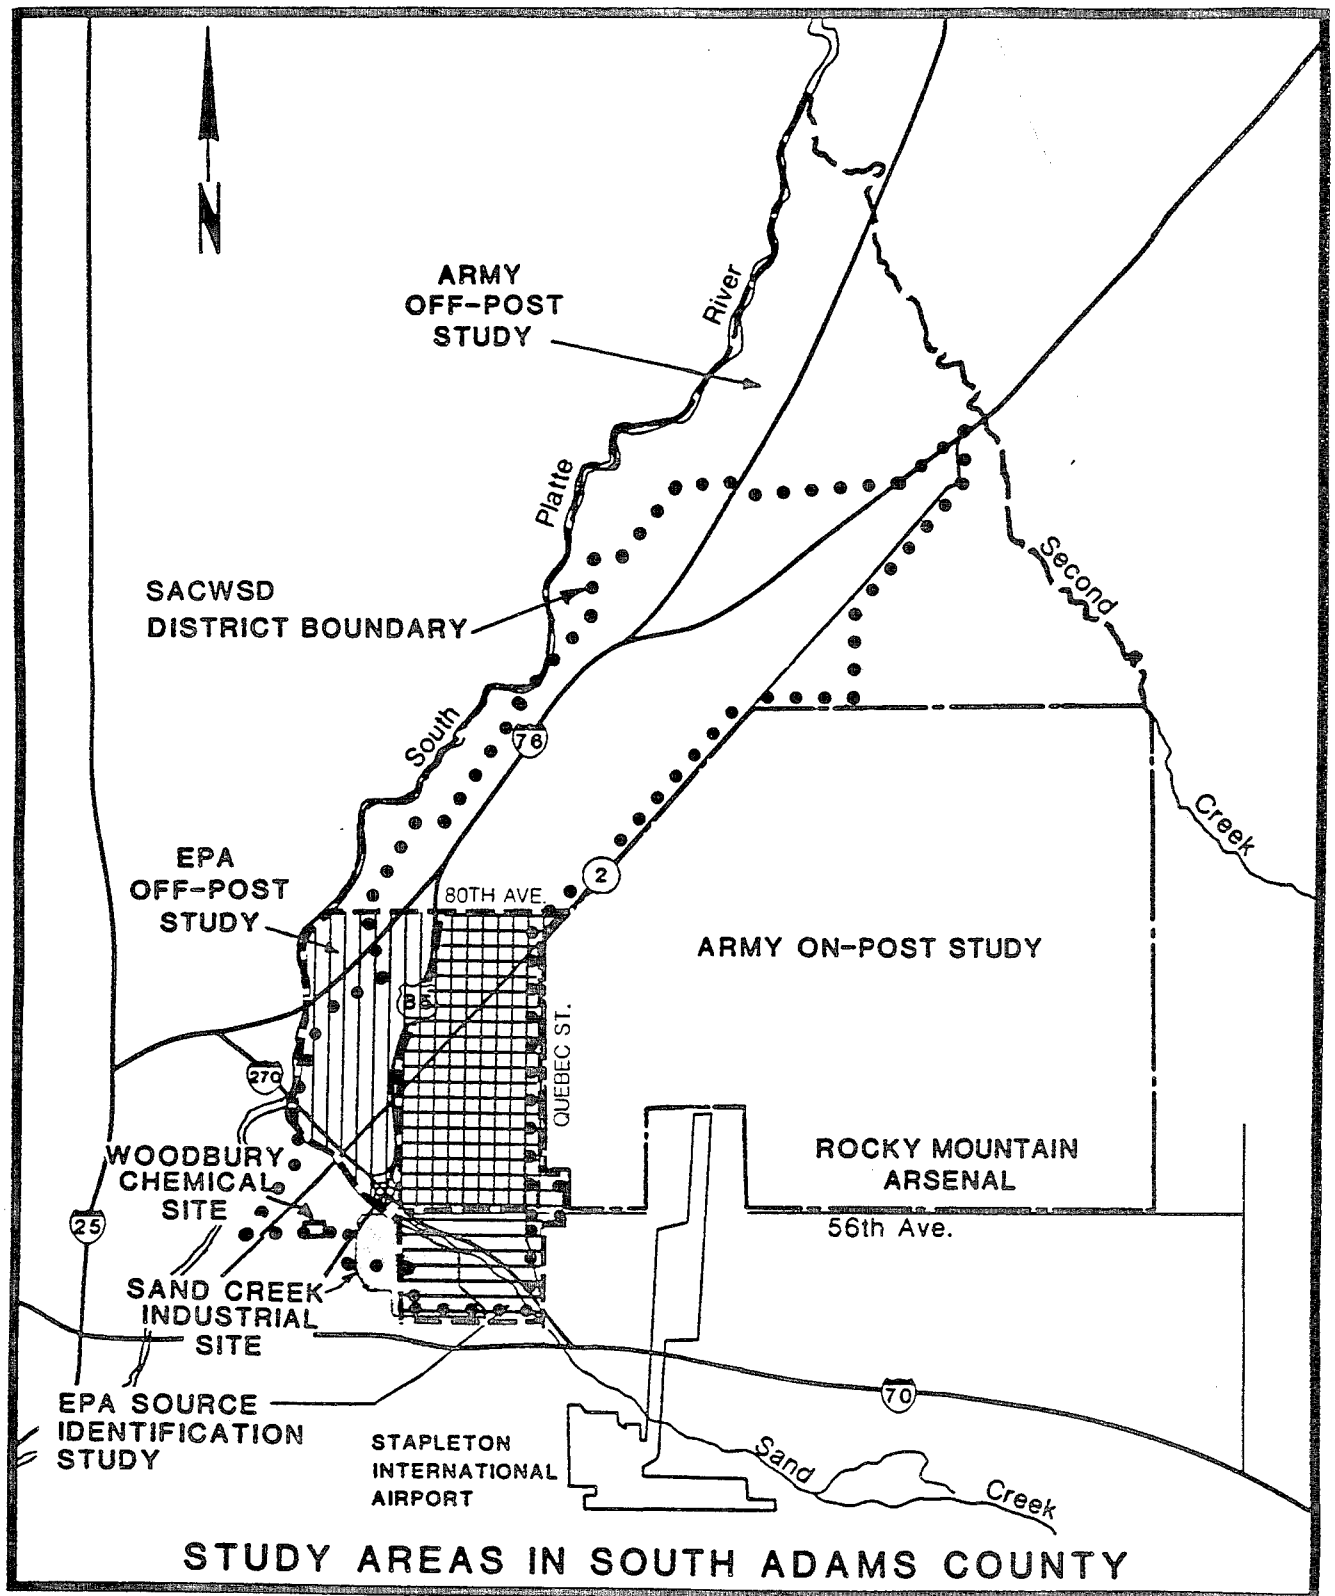 N
ARMY
OFF-POST
STUDY
River
Platte
SACWSD
DISTRICT BOUNDARY
Second
South
76
Creek
EPA
OFF-POST
STUDY
2
80TH AVE.
ARMY ON-POST STUDY
QUEBEC ST.
270
WOODBURY
CHEMICAL
SITE
ROCKY MOUNTAIN
ARSENAL
25
56th Ave.
SAND CREEK
INDUSTRIAL
SITE
EPA SOURCE
IDENTIFICATION
STUDY
70
STAPLETON
INTERNATIONAL
AIRPORT
Sand
Creek
STUDY AREAS IN SOUTH ADAMS COUNTY